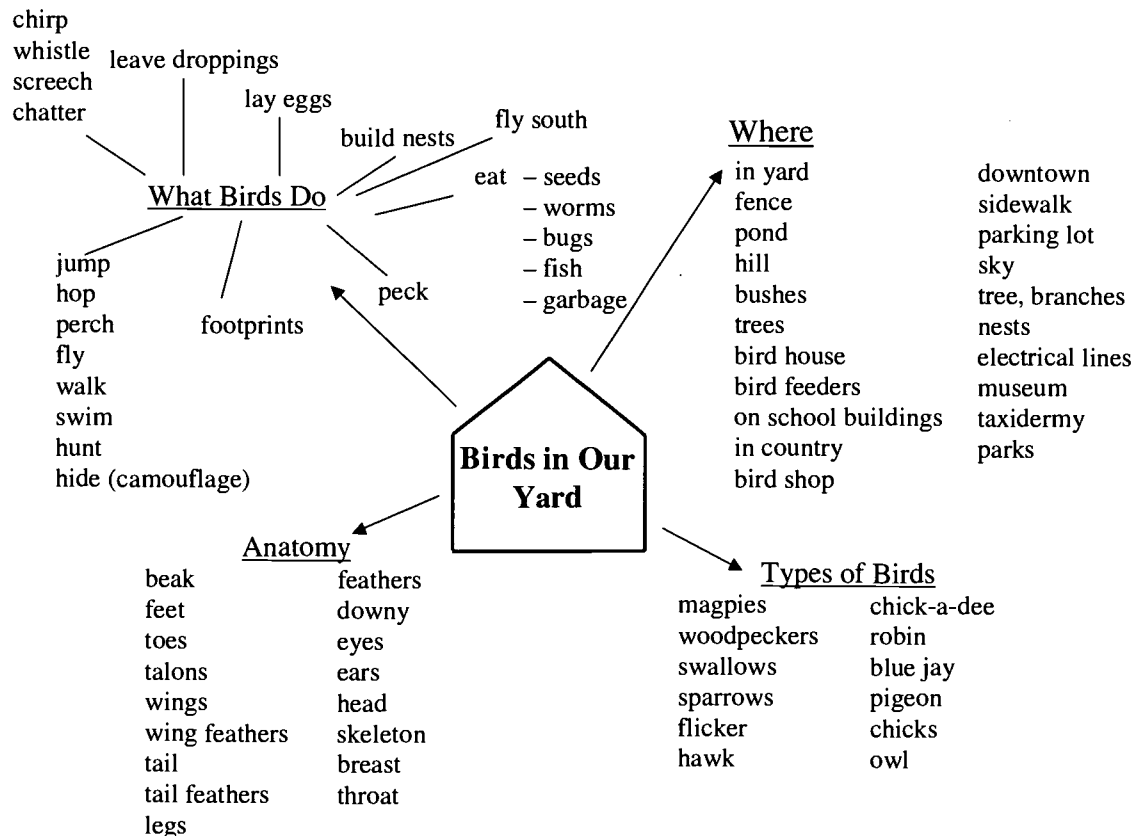 chirp
whistle
screech
chatter
leave droppings
lay eggs
build nests
fly south
eat – seeds
– worms
– bugs
– fish
– garbage
What Birds Do
jump
hop
perch
fly
walk
swim
hunt
hide (camouflage)
footprints
peck
Where
in yard
fence
pond
hill
bushes
trees
bird house
bird feeders
on school buildings
in country
bird shop
downtown
sidewalk
parking lot
sky
tree, branches
nests
electrical lines
museum
taxidermy
parks
Birds in Our
Yard
Anatomy
beak
feet
toes
talons
wings
wing feathers
tail
tail feathers
legs
feathers
downy
eyes
ears
head
skeleton
breast
throat
Types of Birds
magpies
woodpeckers
swallows
sparrows
flicker
hawk
chick-a-dee
robin
blue jay
pigeon
chicks
owl